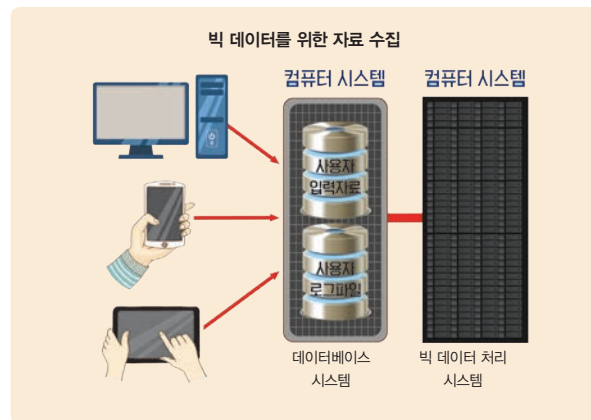 빅 데이터를 위한 자료 수집
컴퓨터 시스템
컴퓨터 시스템
사용자
입력자료
사용자
로그파일
데이터베이스
시스템
빅 데이터 처리
시스템